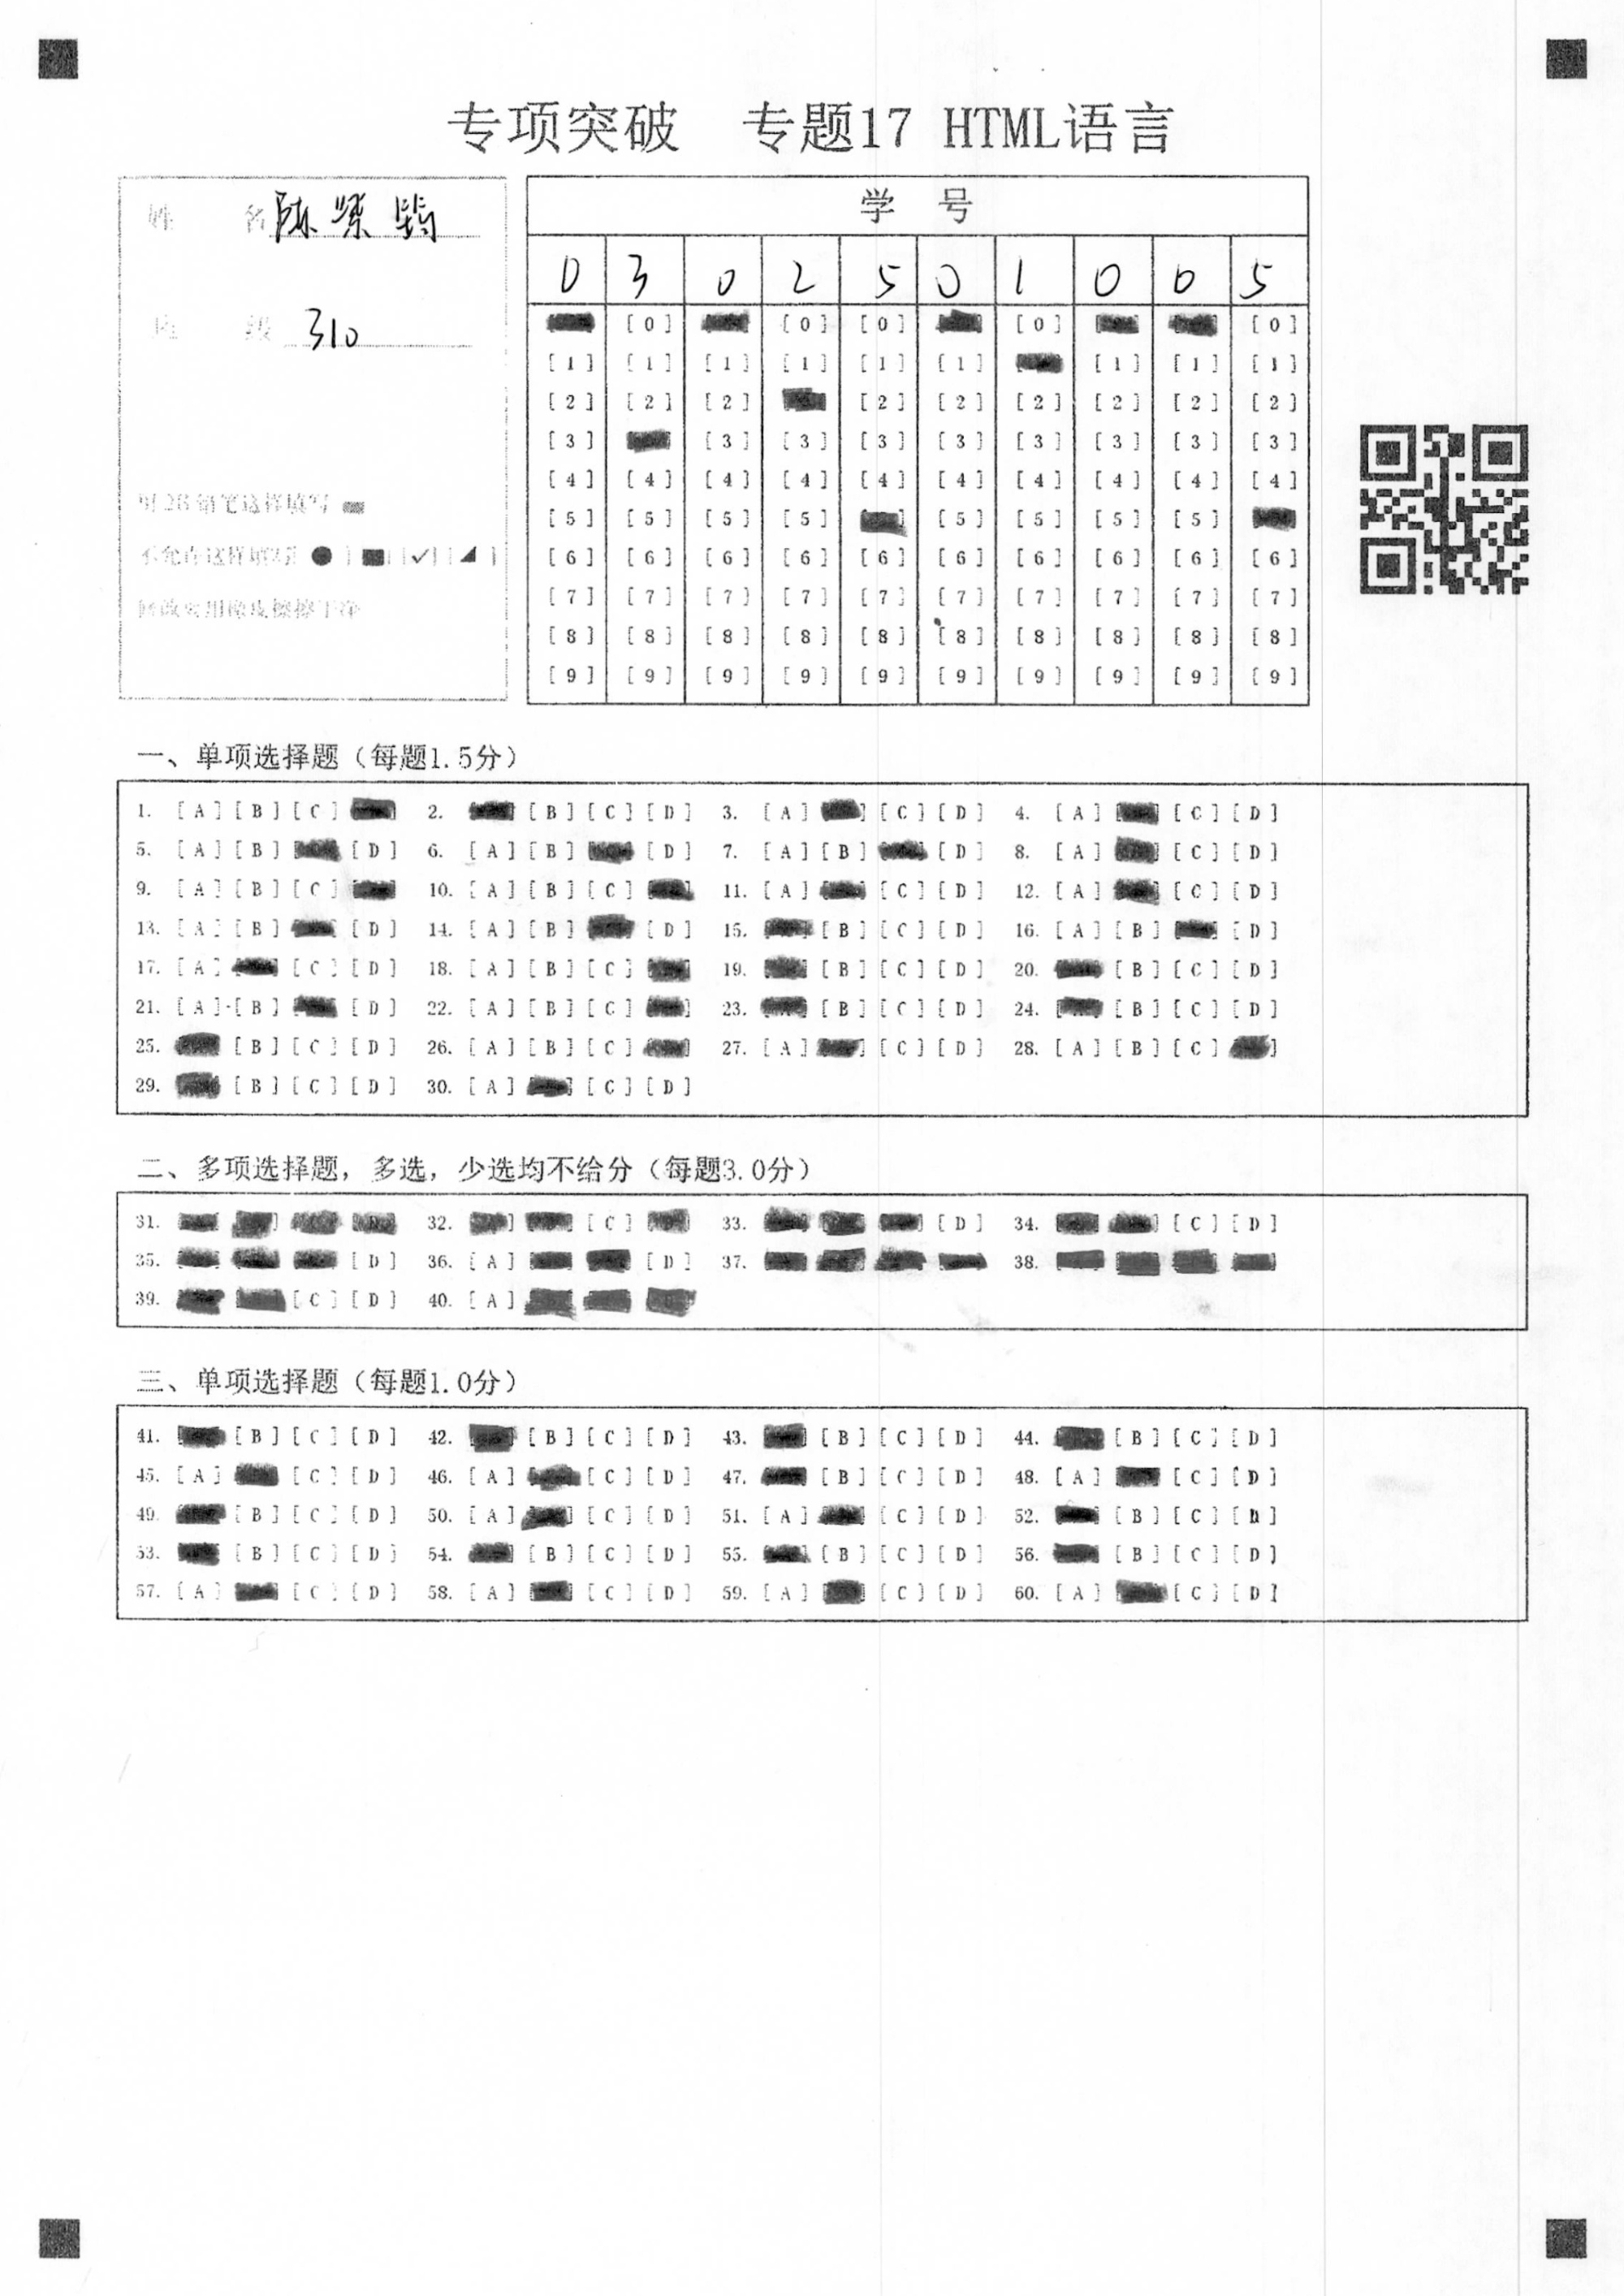 专项突破 专题17 HTML语言
姓 名 陈
班 级 310
用2B铅笔这样填写
不允许这样填写[●] [■] [✓] [◢]
修改要用橡皮擦擦干净
学 号
0 3 0 2 5 0 1 0 0 5
[0] [0] [0] [0] [0]
[1] [1] [1] [1] [1] [1] [1] [1] [1]
[2] [2] [2] [2] [2] [2] [2] [2] [2]
[3] [3] [3] [3] [3] [3] [3] [3] [3]
[4] [4] [4] [4] [4] [4] [4] [4] [4] [4]
[5] [5] [5] [5] [5] [5] [5] [5]
[6] [6] [6] [6] [6] [6] [6] [6] [6] [6]
[7] [7] [7] [7] [7] [7] [7] [7] [7] [7]
[8] [8] [8] [8] [8] [8] [8] [8] [8] [8]
[9] [9] [9] [9] [9] [9] [9] [9] [9] [9]
一、单项选择题（每题1.5分）
1. [A] [B] [C] 2. [B] [C] [D] 3. [A] [C] [D] 4. [A] [C] [D]
5. [A] [B] [D] 6. [A] [B] [D] 7. [A] [B] [D] 8. [A] [C] [D]
9. [A] [B] [C] 10. [A] [B] [C] 11. [A] [C] [D] 12. [A] [C] [D]
13. [A] [B] [D] 14. [A] [B] [D] 15. [B] [C] [D] 16. [A] [B] [D]
17. [A] [C] [D] 18. [A] [B] [C] 19. [B] [C] [D] 20. [B] [C] [D]
21. [A] [B] [D] 22. [A] [B] [C] 23. [B] [C] [D] 24. [B] [C] [D]
25. [B] [C] [D] 26. [A] [B] [C] 27. [A] [C] [D] 28. [A] [B] [C]
29. [B] [C] [D] 30. [A] [C] [D]
二、多项选择题，多选，少选均不给分（每题3.0分）
31. 32. [C] 33. [D] 34. [C] [D]
35. [D] 36. [A] [D] 37. 38.
39. [C] [D] 40. [A]
三、单项选择题（每题1.0分）
41. [B] [C] [D] 42. [B] [C] [D] 43. [B] [C] [D] 44. [B] [C] [D]
45. [A] [C] [D] 46. [A] [C] [D] 47. [B] [C] [D] 48. [A] [C] [D]
49. [B] [C] [D] 50. [A] [C] [D] 51. [A] [C] [D] 52. [B] [C] [D]
53. [B] [C] [D] 54. [B] [C] [D] 55. [B] [C] [D] 56. [B] [C] [D]
57. [A] [C] [D] 58. [A] [C] [D] 59. [A] [C] [D] 60. [A] [C] [D]